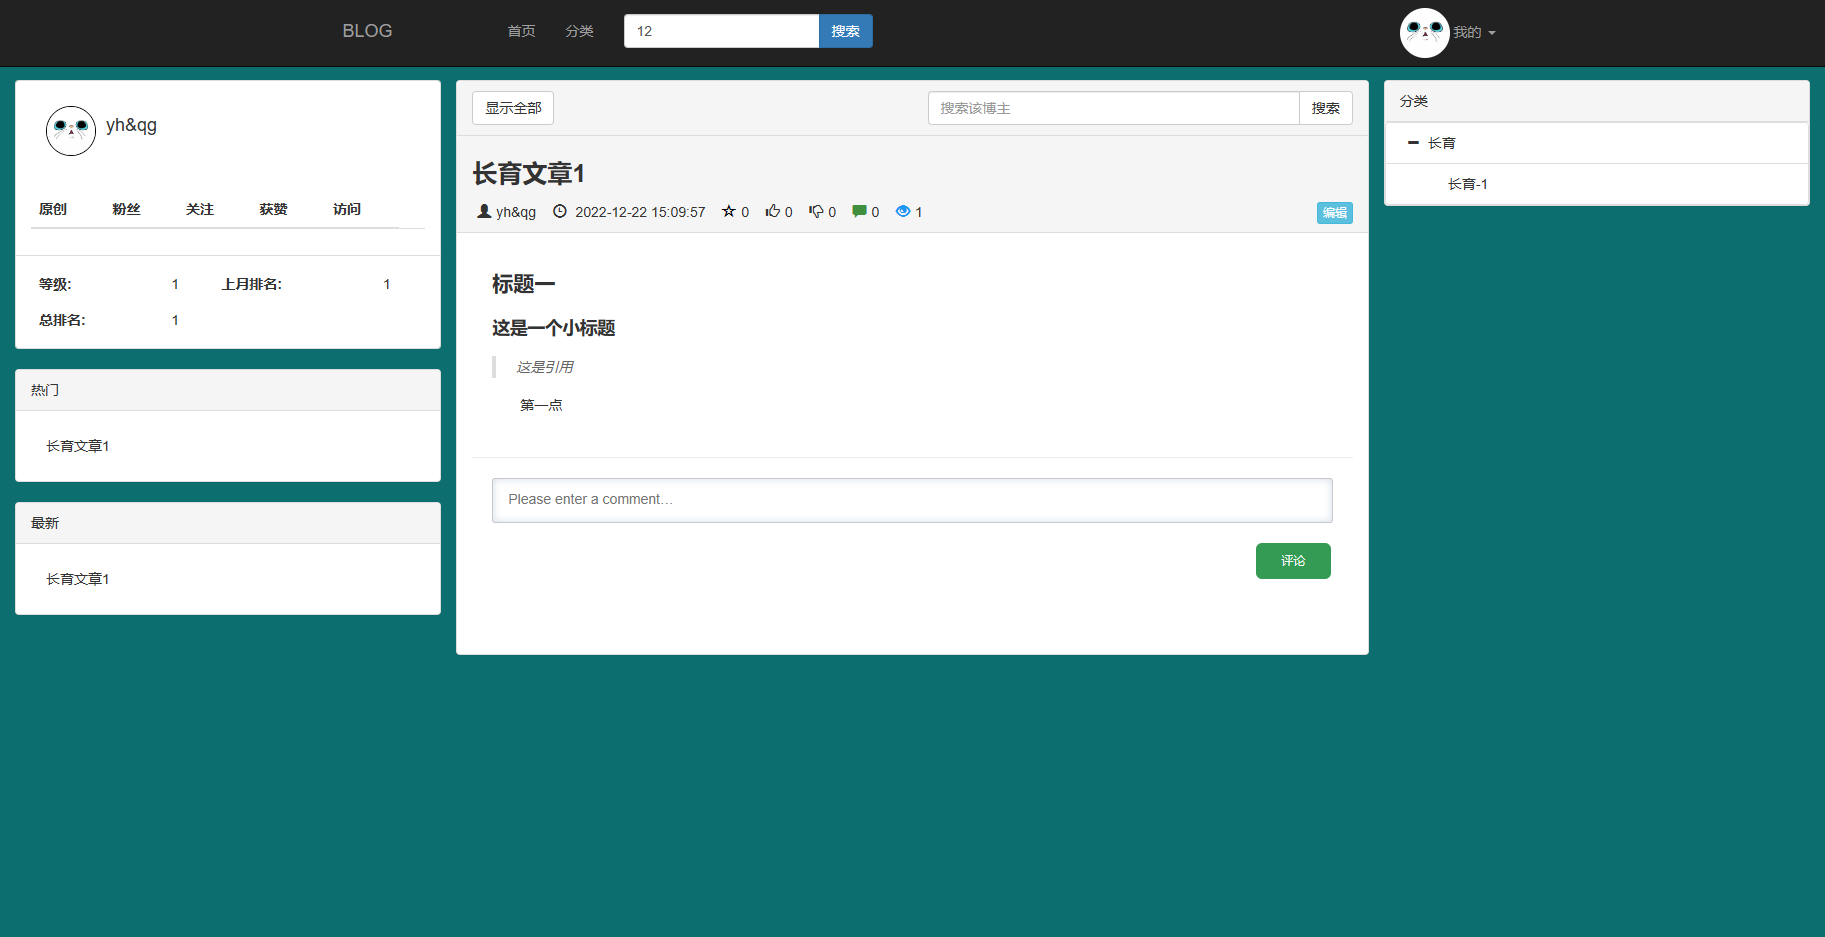 BLOG 首页 分类 12 搜索 我的
yh&qg
原创 粉丝 关注 获赞 访问
等级: 1 上月排名: 1
总排名: 1
热门
长育文章1
最新
长育文章1
显示全部 搜索该博主 搜索
长育文章1
yh&qg 2022-12-22 15:09:57 0 0 0 0 1 编辑
标题一
这是一个小标题
这是引用
第一点
Please enter a comment...
评论
分类
长育
长育-1